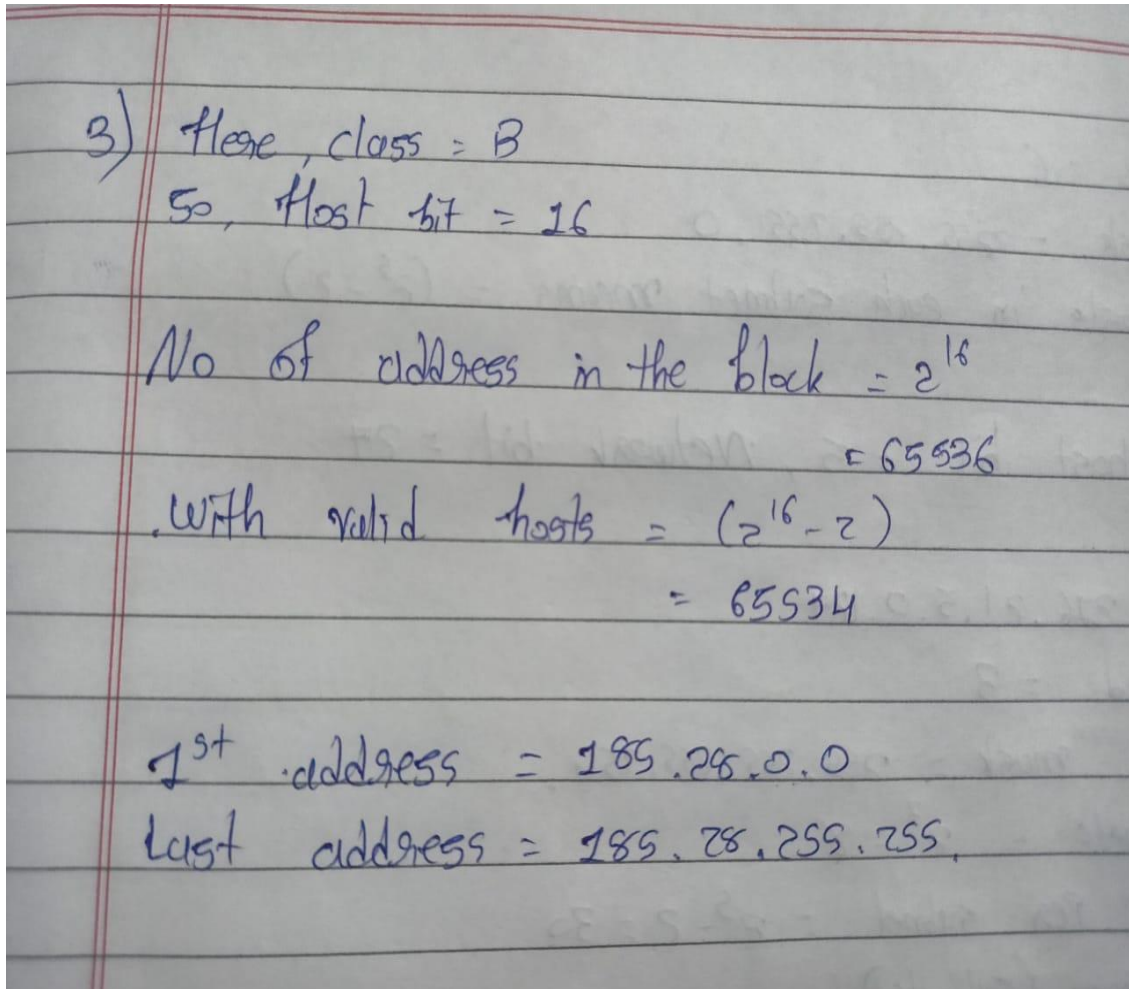 3) Here, class = B
So, Host bit = 16
No of address in the block = 2^16
= 65536
With valid hosts = (2^16 - 2)
= 65534
1st address = 185.28.0.0
Last address = 185.28.255.255.